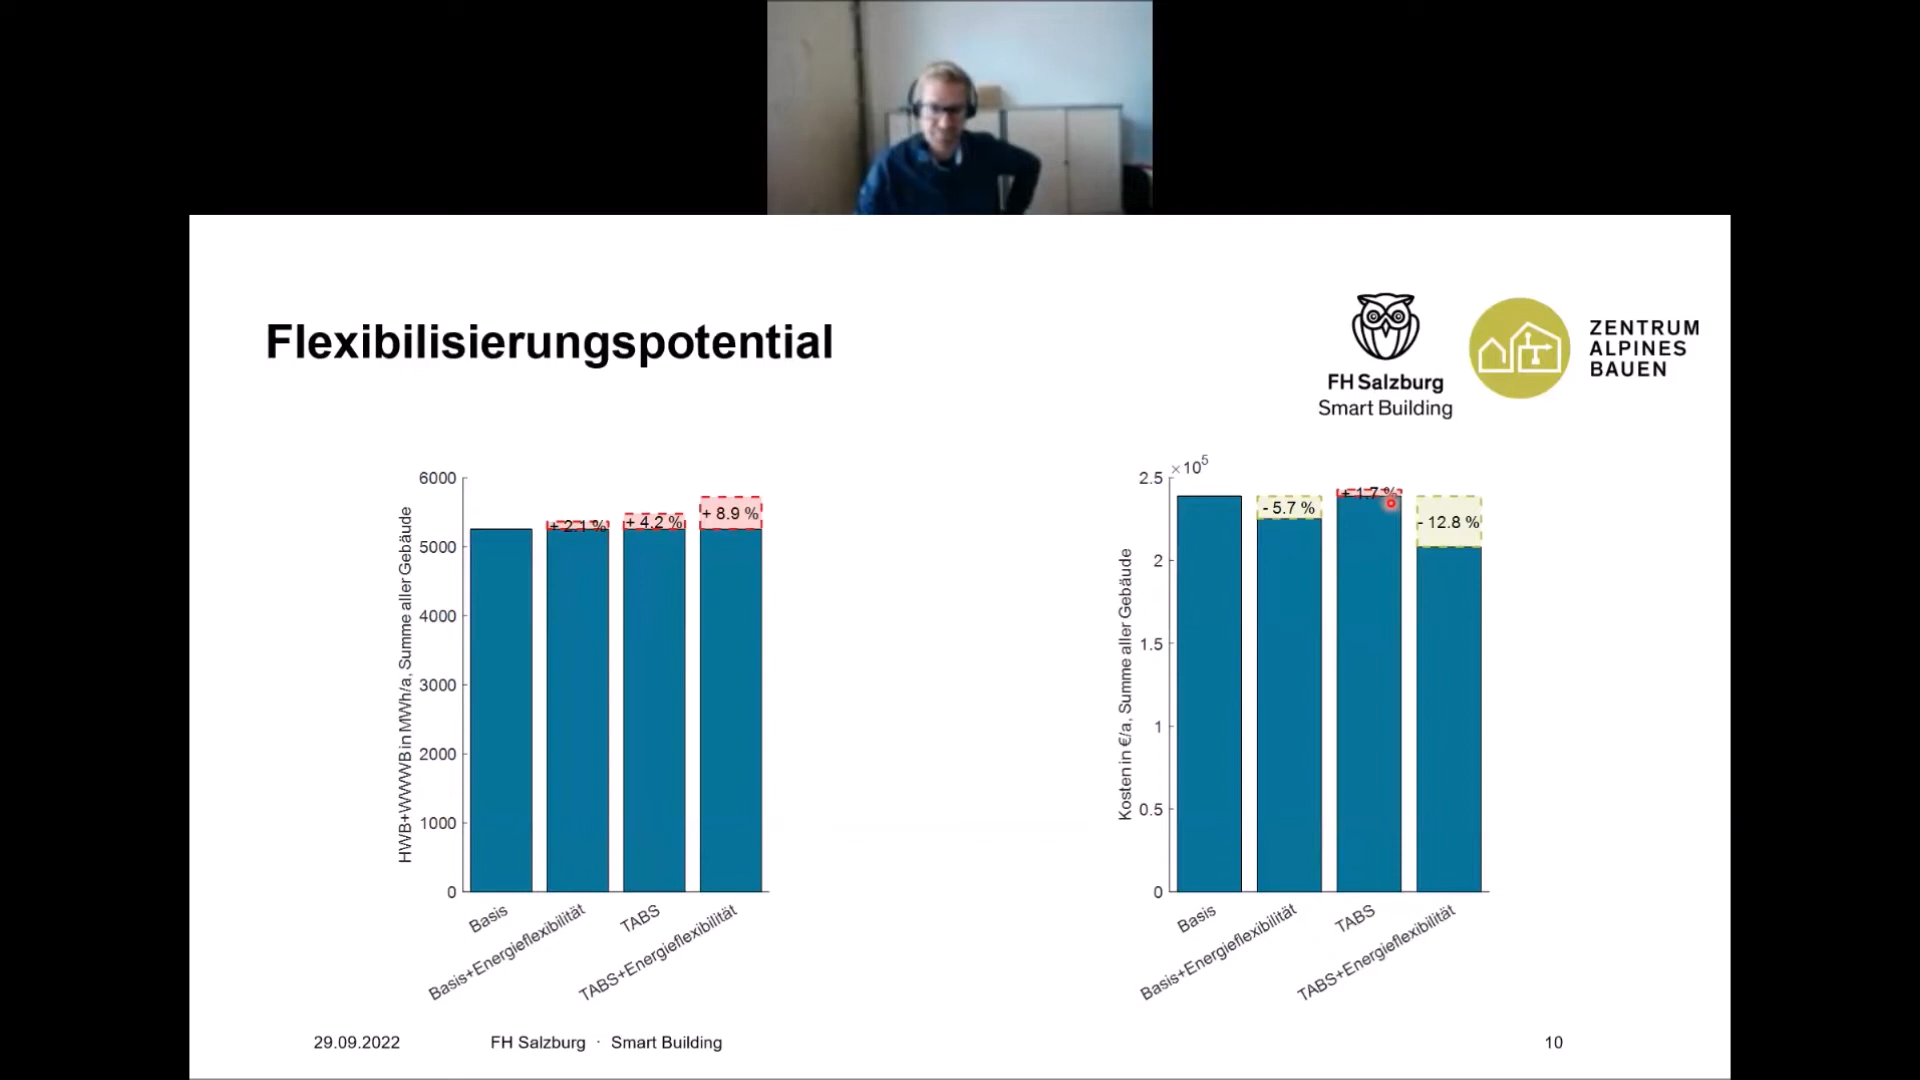 Flexibilisierungspotential
FH Salzburg
Smart Building
ZENTRUM
ALPINES
BAUEN
HWB+WWWB in MWh/a, Summe aller Gebäude
6000
5000
4000
3000
2000
1000
0
+ 2.1 %
+ 4.2 %
+ 8.9 %
Basis
Basis+Energieflexibilität
TABS
TABS+Energieflexibilität
Kosten in €/a, Summe aller Gebäude
×10⁵
2.5
2
1.5
1
0.5
0
- 5.7 %
+ 1.7 %
- 12.8 %
Basis
Basis+Energieflexibilität
TABS
TABS+Energieflexibilität
29.09.2022
FH Salzburg · Smart Building
10